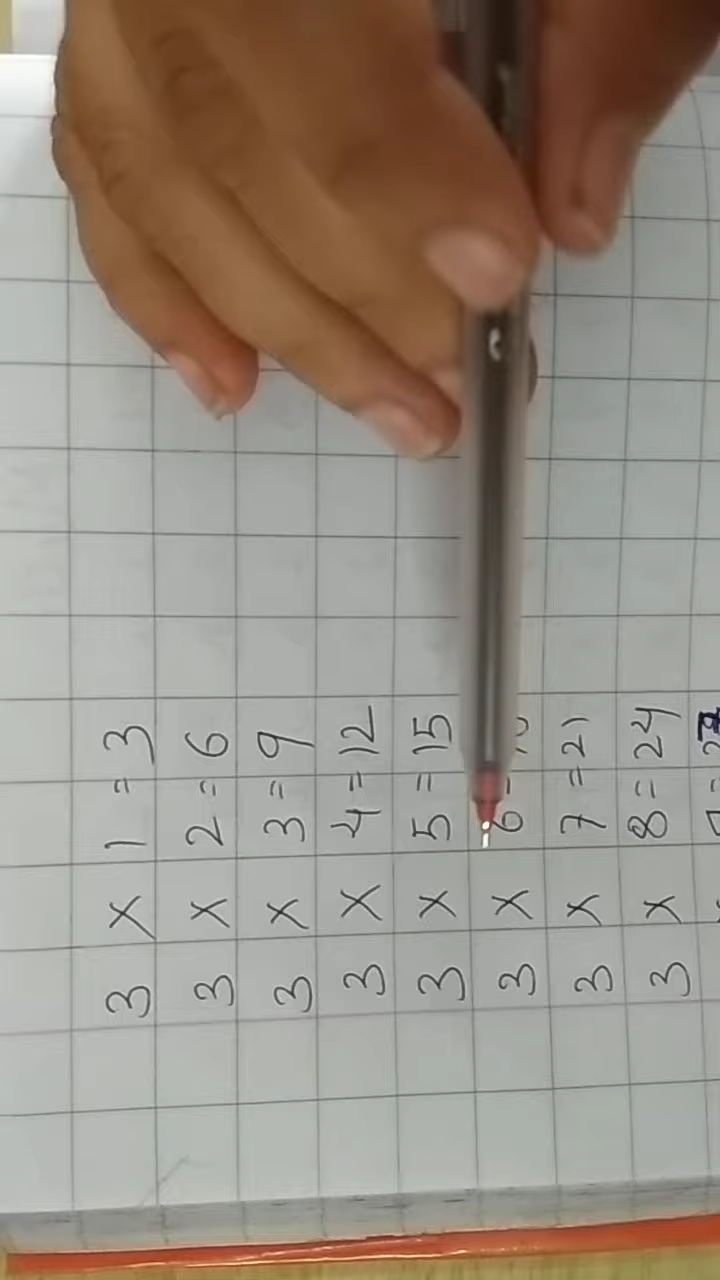 3 x 1 = 3
3 x 2 = 6
3 x 3 = 9
3 x 4 = 12
3 x 5 = 15
3 x 6
3 x 7 = 21
3 x 8 = 24